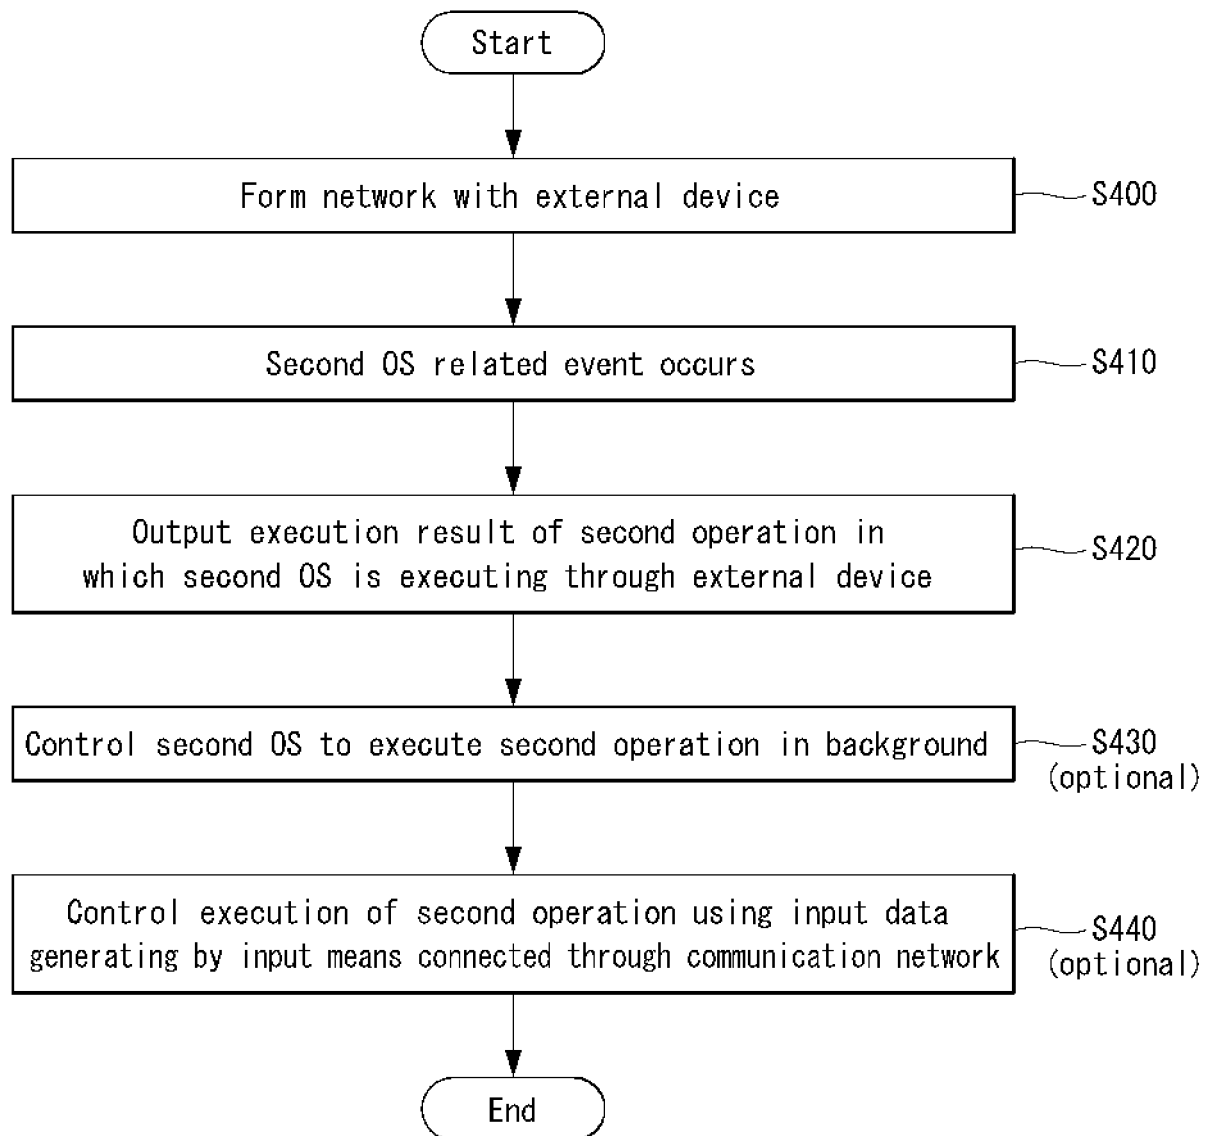 Start
Form network with external device
S400
Second OS related event occurs
S410
Output execution result of second operation in
which second OS is executing through external device
S420
Control second OS to execute second operation in background
S430
(optional)
Control execution of second operation using input data
generating by input means connected through communication network
S440
(optional)
End